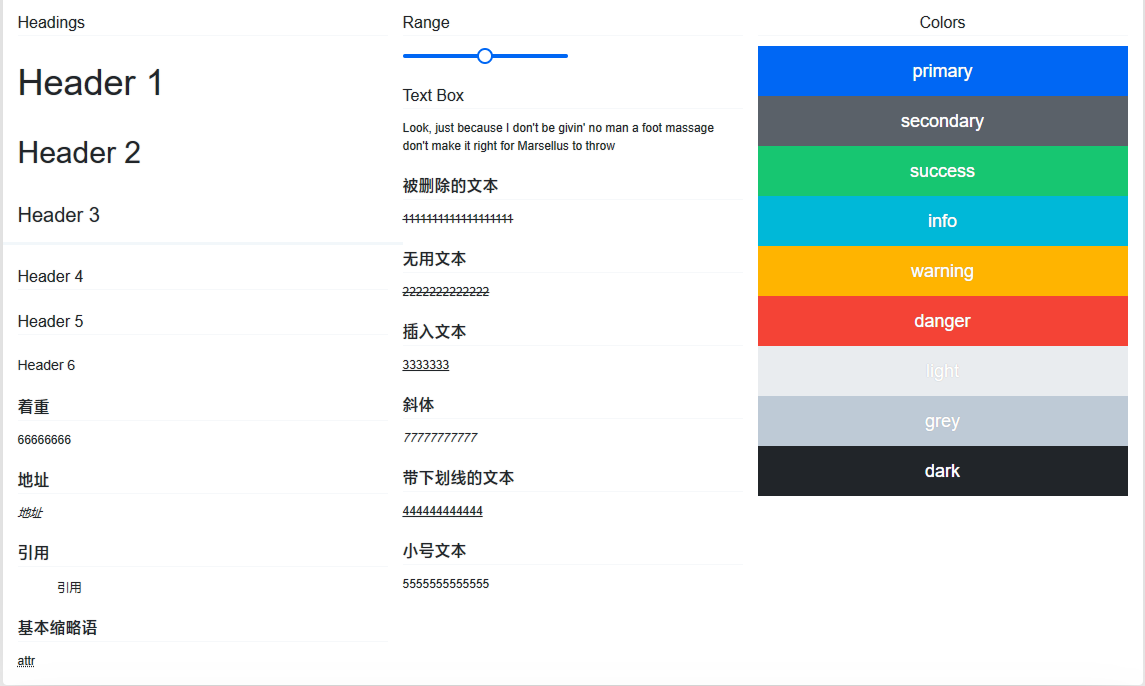 Headings
Header 1
Header 2
Header 3
Header 4
Header 5
Header 6
着重
66666666
地址
地址
引用
引用
基本缩略语
attr
Range
Text Box
Look, just because I don't be givin' no man a foot massage
don't make it right for Marsellus to throw
被删除的文本
无用文本
2222222222222
插入文本
3333333
斜体
77777777777
带下划线的文本
444444444444
小号文本
5555555555555
Colors
primary
secondary
success
info
warning
danger
light
grey
dark